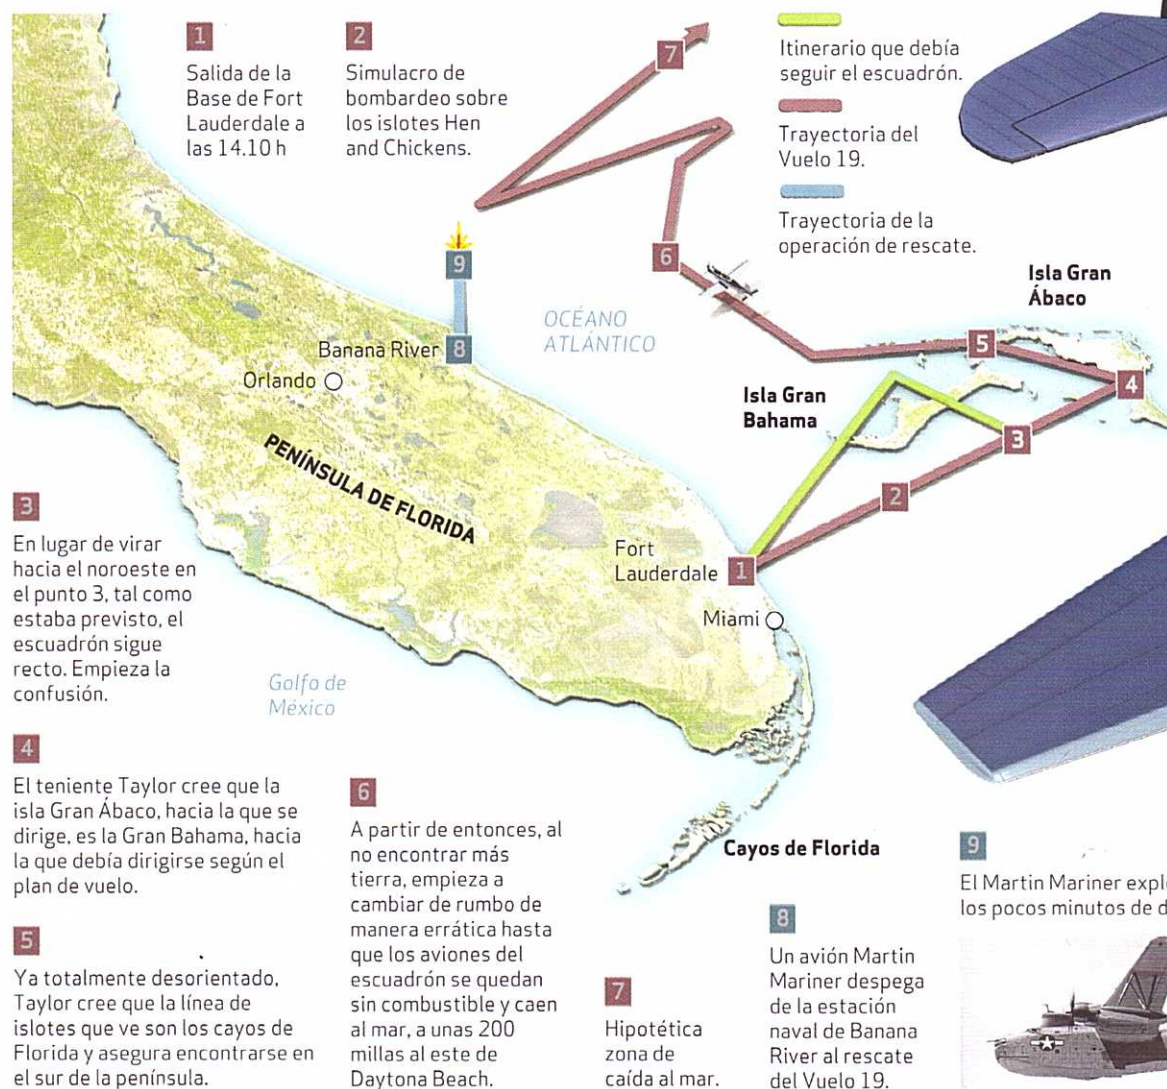 1
Salida de la
Base de Fort
Lauderdale a
las 14.10 h
2
Simulacro de
bombardeo sobre
los islotes Hen
and Chickens.
Itinerario que debía
seguir el escuadrón.
Trayectoria del
Vuelo 19.
Trayectoria de la
operación de rescate.
7
6
9
8
5
4
3
2
1
OCÉANO
ATLÁNTICO
Isla Gran
Ábaco
Isla Gran
Bahama
Banana River
Orlando
PENÍNSULA DE FLORIDA
Fort
Lauderdale
Miami
Golfo de
México
Cayos de Florida
3
En lugar de virar
hacia el noroeste en
el punto 3, tal como
estaba previsto, el
escuadrón sigue
recto. Empieza la
confusión.
4
El teniente Taylor cree que la
isla Gran Ábaco, hacia la que se
dirige, es la Gran Bahama, hacia
la que debía dirigirse según el
plan de vuelo.
5
Ya totalmente desorientado,
Taylor cree que la línea de
islotes que ve son los cayos de
Florida y asegura encontrarse en
el sur de la península.
6
A partir de entonces, al
no encontrar más
tierra, empieza a
cambiar de rumbo de
manera errática hasta
que los aviones del
escuadrón se quedan
sin combustible y caen
al mar, a unas 200
millas al este de
Daytona Beach.
7
Hipotética
zona de
caída al mar.
8
Un avión Martin
Mariner despega
de la estación
naval de Banana
River al rescate
del Vuelo 19.
9
El Martin Mariner
los pocos minutos de